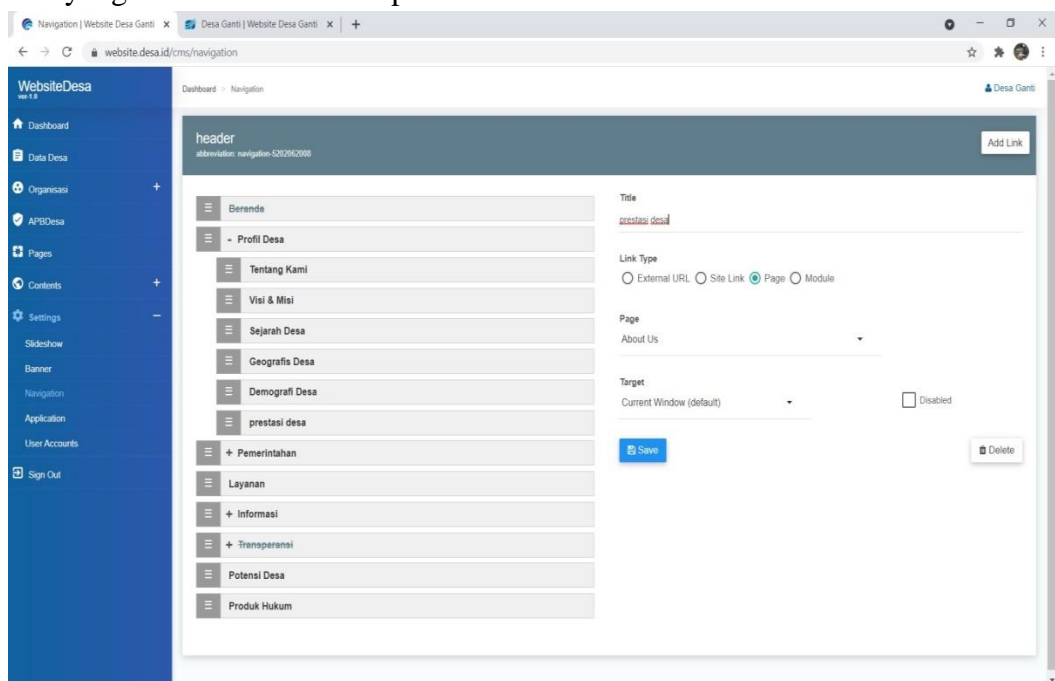 Navigation | Website Desa Ganti
Desa Ganti | Website Desa Ganti
website.desa.id/cms/navigation
WebsiteDesa
ver-1.0
Dashboard > Navigation
Desa Ganti
Dashboard
Data Desa
Organisasi +
APBDesa
Pages
Contents +
Settings −
Slideshow
Banner
Navigation
Application
User Accounts
Sign Out
header
abbreviation: navigation-5202062008
Add Link
Beranda
- Profil Desa
Tentang Kami
Visi & Misi
Sejarah Desa
Geografis Desa
Demografi Desa
prestasi desa
+ Pemerintahan
Layanan
+ Informasi
+ Transparansi
Potensi Desa
Produk Hukum
Title
prestasi desa
Link Type
External URL Site Link Page Module
Page
About Us
Target
Current Window (default)
Disabled
Save
Delete